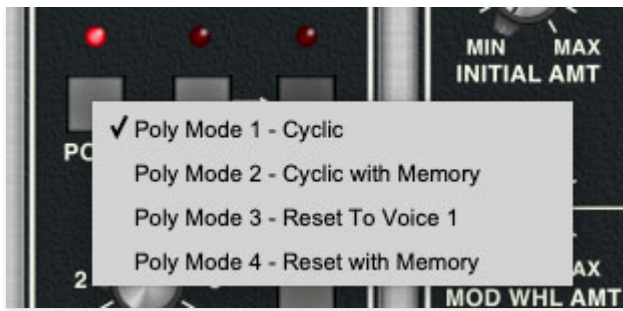 MIN MAX
INITIAL AMT
✓ Poly Mode 1 - Cyclic
PO
Poly Mode 2 - Cyclic with Memory
Poly Mode 3 - Reset To Voice 1
Poly Mode 4 - Reset with Memory
2
AX
MOD WHL AMT